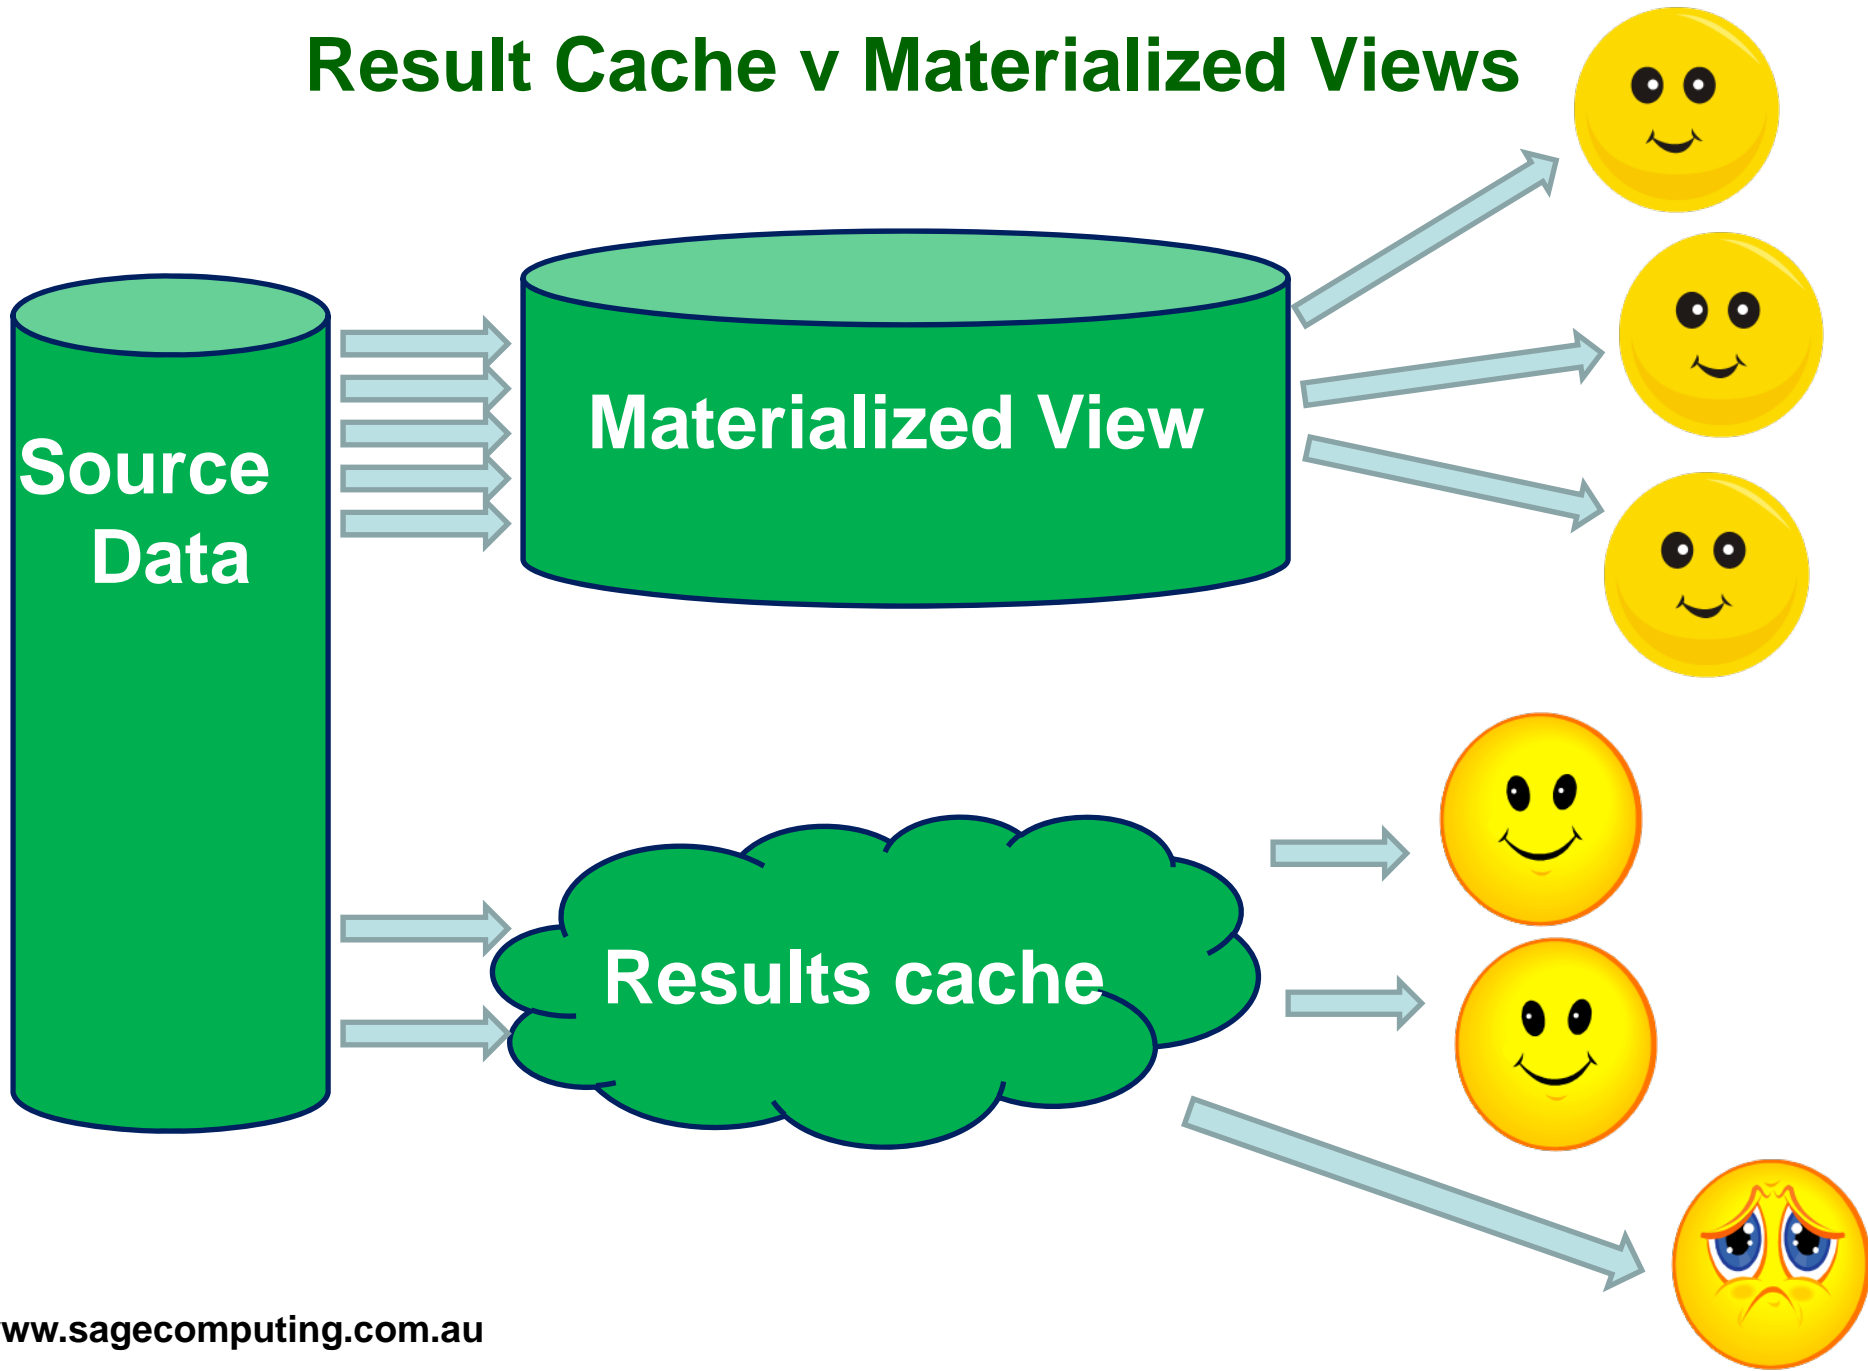 Result Cache v Materialized Views
Source
Data
Materialized View
Results cache
ww.sagecomputing.com.au